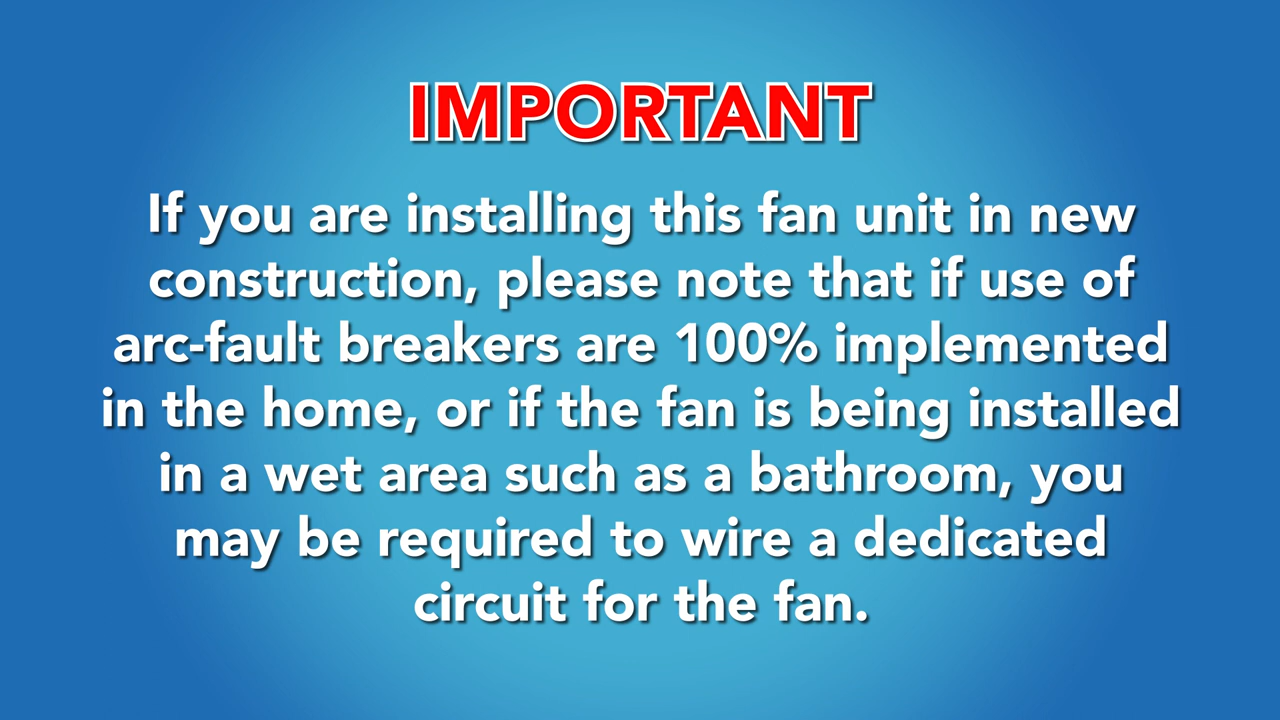 IMPORTANT
If you are installing this fan unit in new
construction, please note that if use of
arc-fault breakers are 100% implemented
in the home, or if the fan is being installed
in a wet area such as a bathroom, you
may be required to wire a dedicated
circuit for the fan.